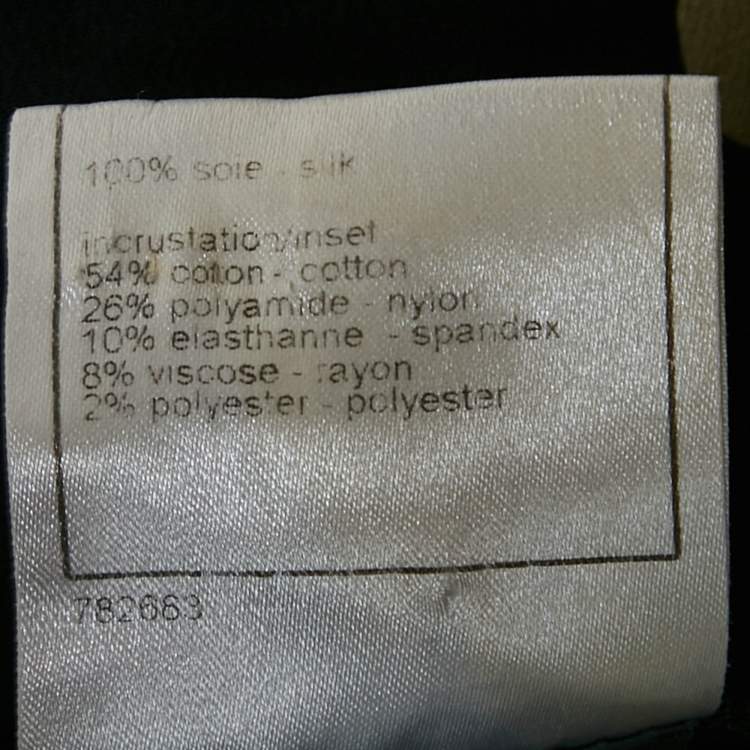 100% soie - silk
incrustation/inset
54% coton - cotton
26% polyamide - nylon
10% elasthanne - spandex
8% viscose - rayon
2% polyester - polyester
782663